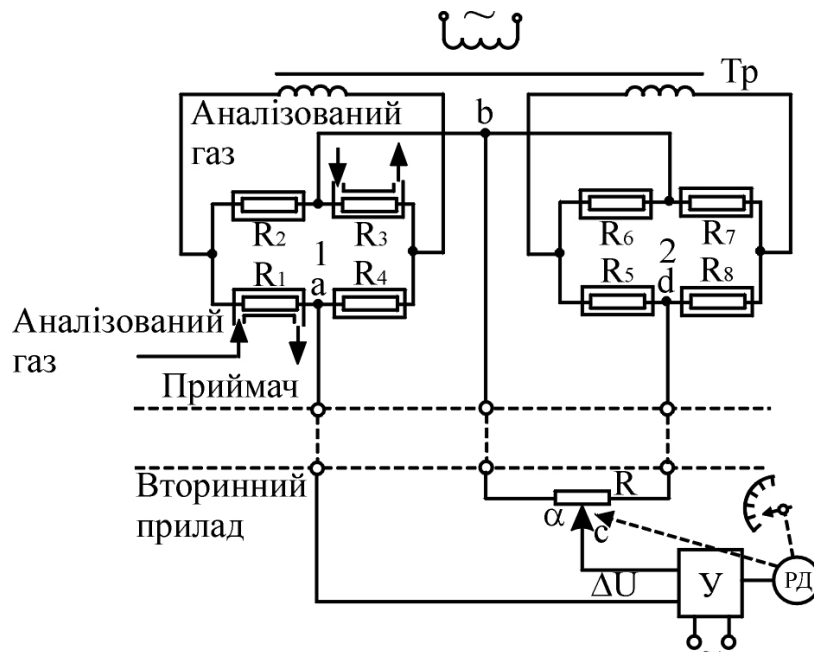 ~
Тр
Аналізований
газ
b
R2
R3
R6
R7
1
2
R1
a
R4
R5
d
R8
Аналізований
газ
Приймач
Вторинний
прилад
R
α
c
ΔU
У
РД
~